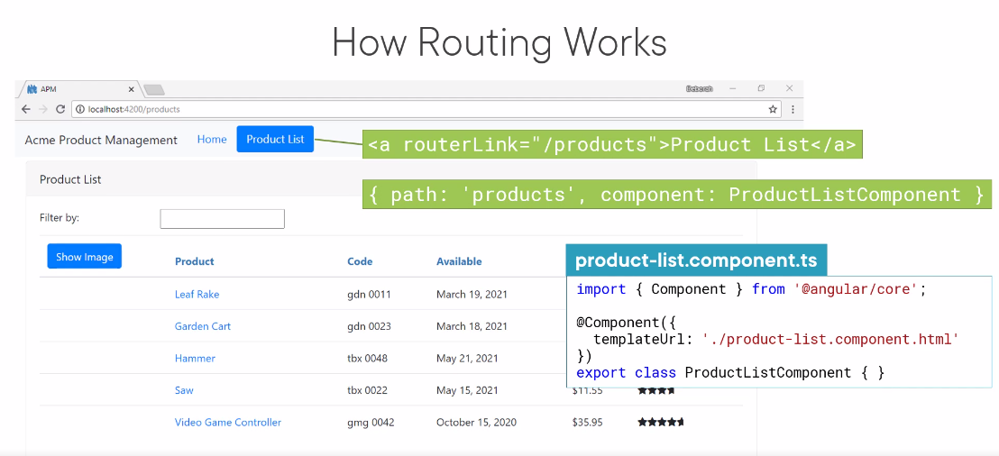 How Routing Works
APM
Deborah
localhost:4200/products
Acme Product Management Home Product List
<a routerLink="/products">Product List</a>
Product List
{ path: 'products', component: ProductListComponent }
Filter by:
Show Image Product Code Available
product-list.component.ts
import { Component } from '@angular/core';
@Component({
templateUrl: './product-list.component.html'
})
export class ProductListComponent { }
Leaf Rake gdn 0011 March 19, 2021
Garden Cart gdn 0023 March 18, 2021
Hammer tbx 0048 May 21, 2021
Saw tbx 0022 May 15, 2021 $11.55
Video Game Controller gmg 0042 October 15, 2020 $35.95